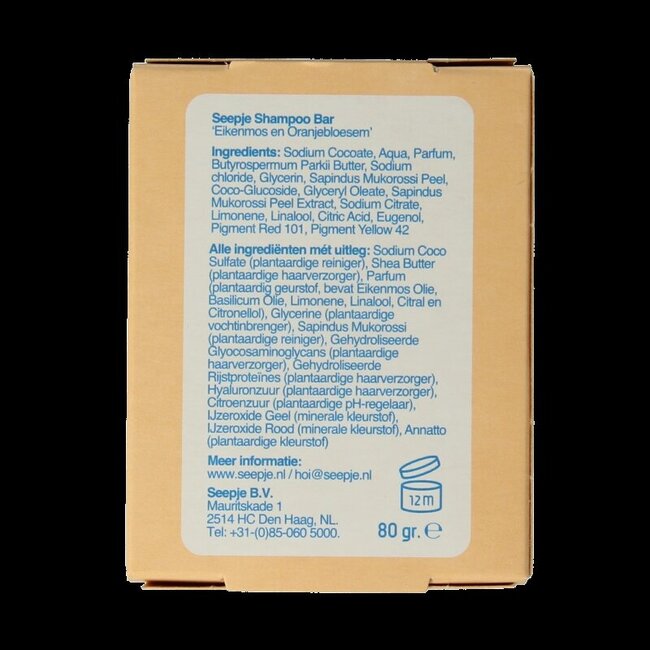 Seepje Shampoo Bar
'Eikenmos en Oranjebloesem'
Ingredients: Sodium Cocoate, Aqua, Parfum,
Butyrospermum Parkii Butter, Sodium
chloride, Glycerin, Sapindus Mukorossi Peel,
Coco-Glucoside, Glyceryl Oleate, Sapindus
Mukorossi Peel Extract, Sodium Citrate,
Limonene, Linalool, Citric Acid, Eugenol,
Pigment Red 101, Pigment Yellow 42
Alle ingrediënten mét uitleg: Sodium Coco
Sulfate (plantaardige reiniger), Shea Butter
(plantaardige haarverzorger), Parfum
(plantaardig geurstof, bevat Eikenmos Olie,
Basilicum Olie, Limonene, Linalool, Citral en
Citronellol), Glycerine (plantaardige
vochtinbrenger), Sapindus Mukorossi
(plantaardige reiniger), Gehydroliseerde
Glyocosaminoglycans (plantaardige
haarverzorger), Gehydroliseerde
Rijstproteïnes (plantaardige haarverzorger),
Hyaluronzuur (plantaardige haarverzorger),
Citroenzuur (plantaardige pH-regelaar),
IJzeroxide Geel (minerale kleurstof),
IJzeroxide Rood (minerale kleurstof), Annatto
(plantaardige kleurstof)
Meer informatie:
www.seepje.nl / hoi@seepje.nl
Seepje B.V.
Mauritskade 1
2514 HC Den Haag, NL.
Tel: +31-(0)85-060 5000.
12M
80 gr. ℮